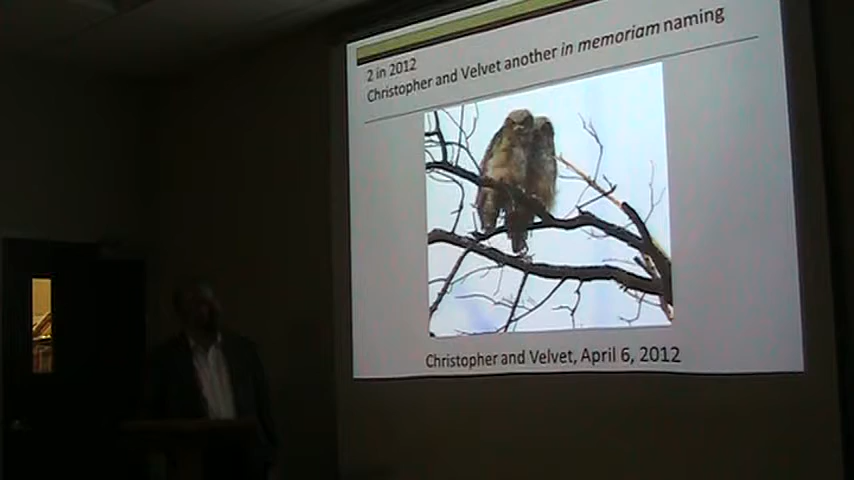 2 in 2012
Christopher and Velvet another in memoriam naming
Christopher and Velvet, April 6, 2012